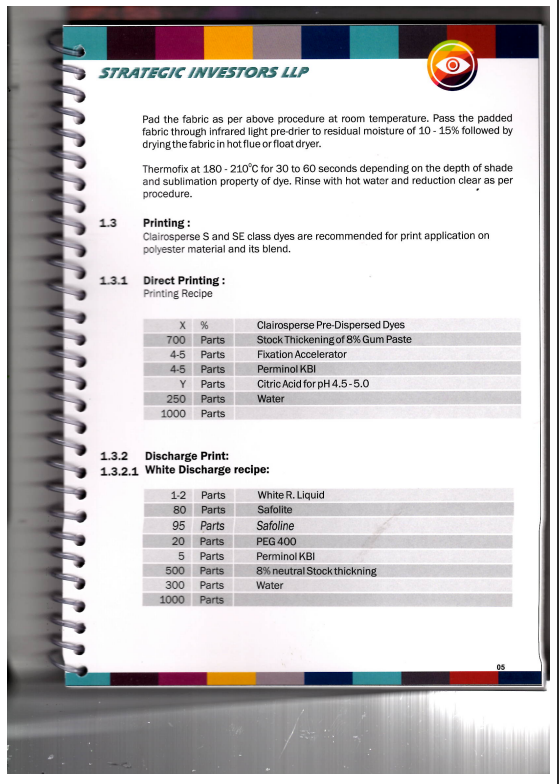 STRATEGIC INVESTORS LLP
Pad the fabric as per above procedure at room temperature. Pass the padded
fabric through infrared light pre-drier to residual moisture of 10 - 15% followed by
drying the fabric in hot flue or float dryer.
Thermofix at 180 - 210°C for 30 to 60 seconds depending on the depth of shade
and sublimation property of dye. Rinse with hot water and reduction clear as per
procedure.
1.3 Printing :
Clairosperse S and SE class dyes are recommended for print application on
polyester material and its blend.
1.3.1 Direct Printing :
Printing Recipe
X % Clairosperse Pre-Dispersed Dyes
700 Parts Stock Thickening of 8% Gum Paste
4-5 Parts Fixation Accelerator
4-5 Parts Perminol KBI
Y Parts Citric Acid for pH 4.5 - 5.0
250 Parts Water
1000 Parts
1.3.2 Discharge Print:
1.3.2.1 White Discharge recipe:
1-2 Parts White R. Liquid
80 Parts Safolite
95 Parts Safoline
20 Parts PEG 400
5 Parts Perminol KBI
500 Parts 8% neutral Stock thickning
300 Parts Water
1000 Parts
05